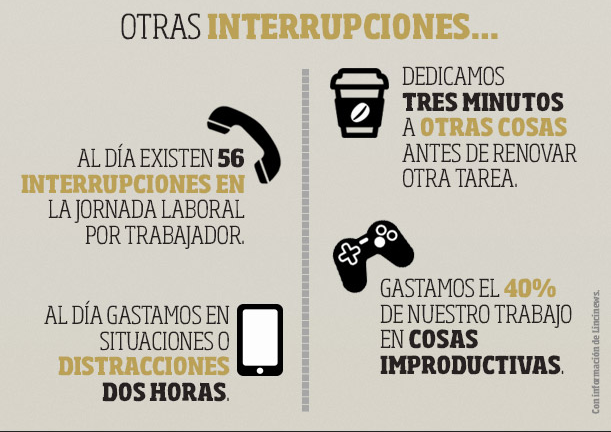 OTRAS INTERRUPCIONES...
AL DÍA EXISTEN 56
INTERRUPCIONES EN
LA JORNADA LABORAL
POR TRABAJADOR.
AL DÍA GASTAMOS EN
SITUACIONES O
DISTRACCIONES
DOS HORAS.
DEDICAMOS
TRES MINUTOS
A OTRAS COSAS
ANTES DE RENOVAR
OTRA TAREA.
GASTAMOS EL 40%
DE NUESTRO TRABAJO
EN COSAS
IMPRODUCTIVAS.
Con información de Lincinews.